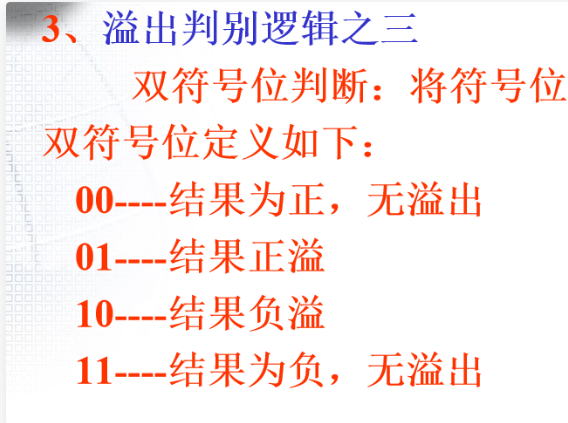 3、溢出判别逻辑之三
双符号位判断：将符号位
双符号位定义如下：
00----结果为正，无溢出
01----结果正溢
10----结果负溢
11----结果为负，无溢出